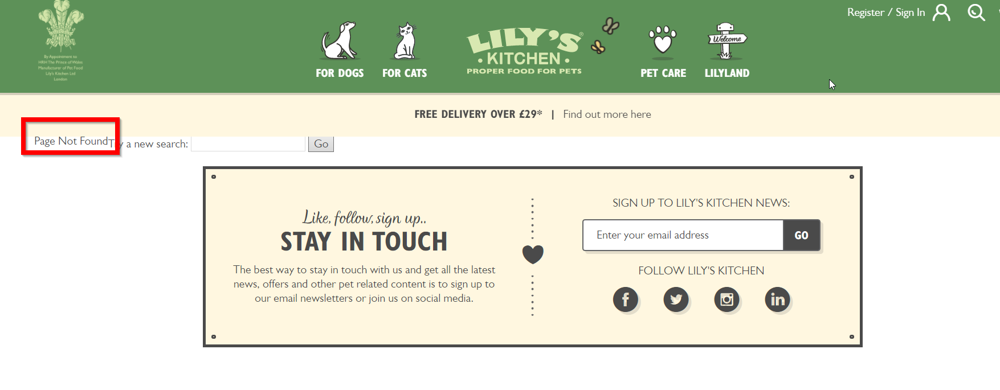 Register / Sign In
By Appointment to
HRH The Prince of Wales
Manufacturer of Pet Food
Lily's Kitchen Ltd
London
FOR DOGS
FOR CATS
LILY'S®
• KITCHEN •
PROPER FOOD FOR PETS
PET CARE
Welcome
LILYLAND
FREE DELIVERY OVER £29* | Find out more here
Page Not Found
Try a new search:
Go
Like, follow, sign up..
STAY IN TOUCH
The best way to stay in touch with us and get all the latest
news, offers and other pet related content is to sign up to
our email newsletters or join us on social media.
SIGN UP TO LILY'S KITCHEN NEWS:
Enter your email address
GO
FOLLOW LILY'S KITCHEN